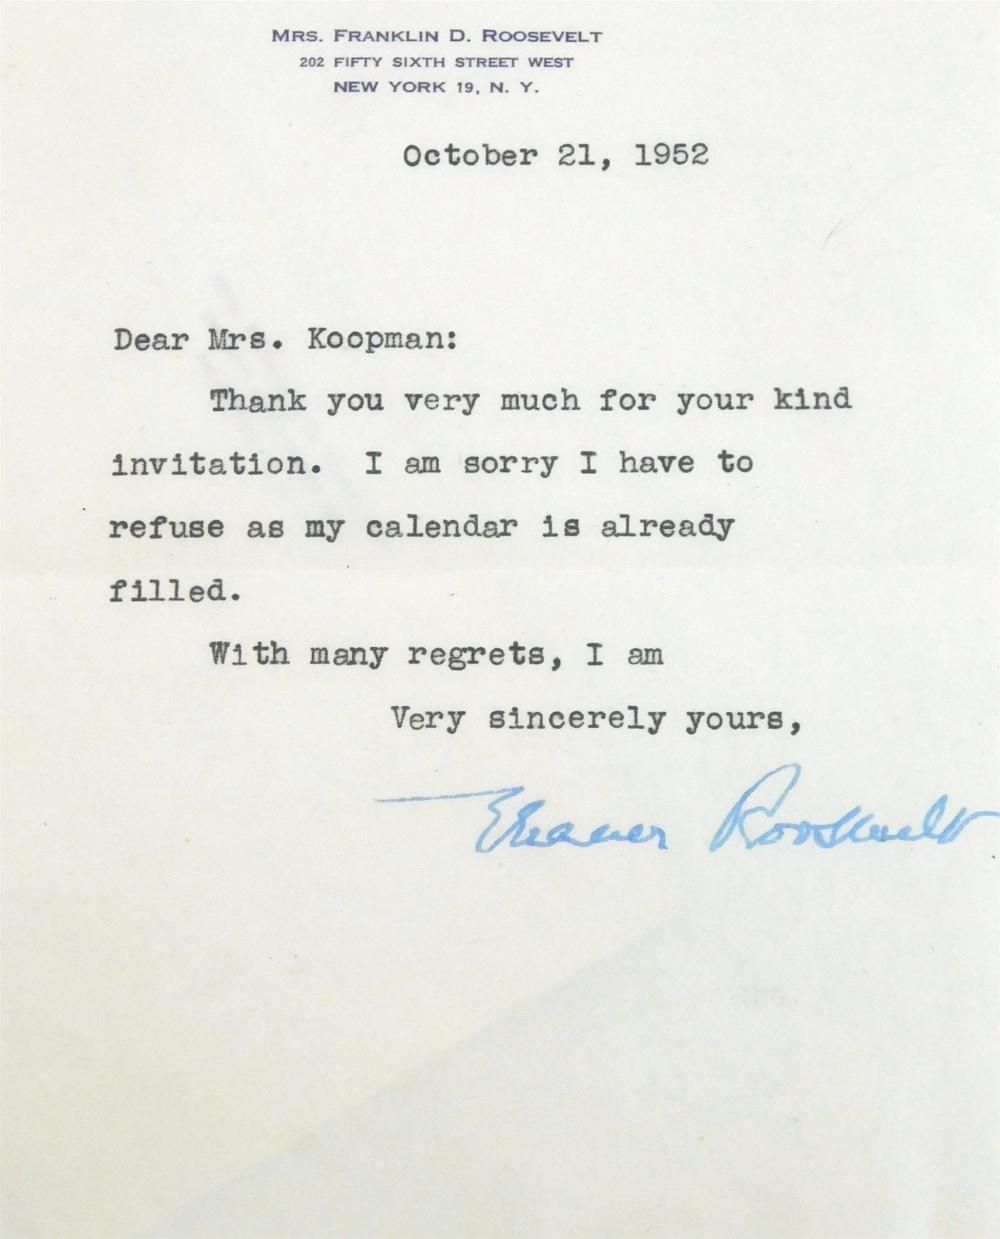 MRS. FRANKLIN D. ROOSEVELT
202 FIFTY SIXTH STREET WEST
NEW YORK 19, N. Y.
October 21, 1952
Dear Mrs. Koopman:
Thank you very much for your kind
invitation. I am sorry I have to
refuse as my calendar is already
filled.
With many regrets, I am
Very sincerely yours,
Eleanor Roosevelt